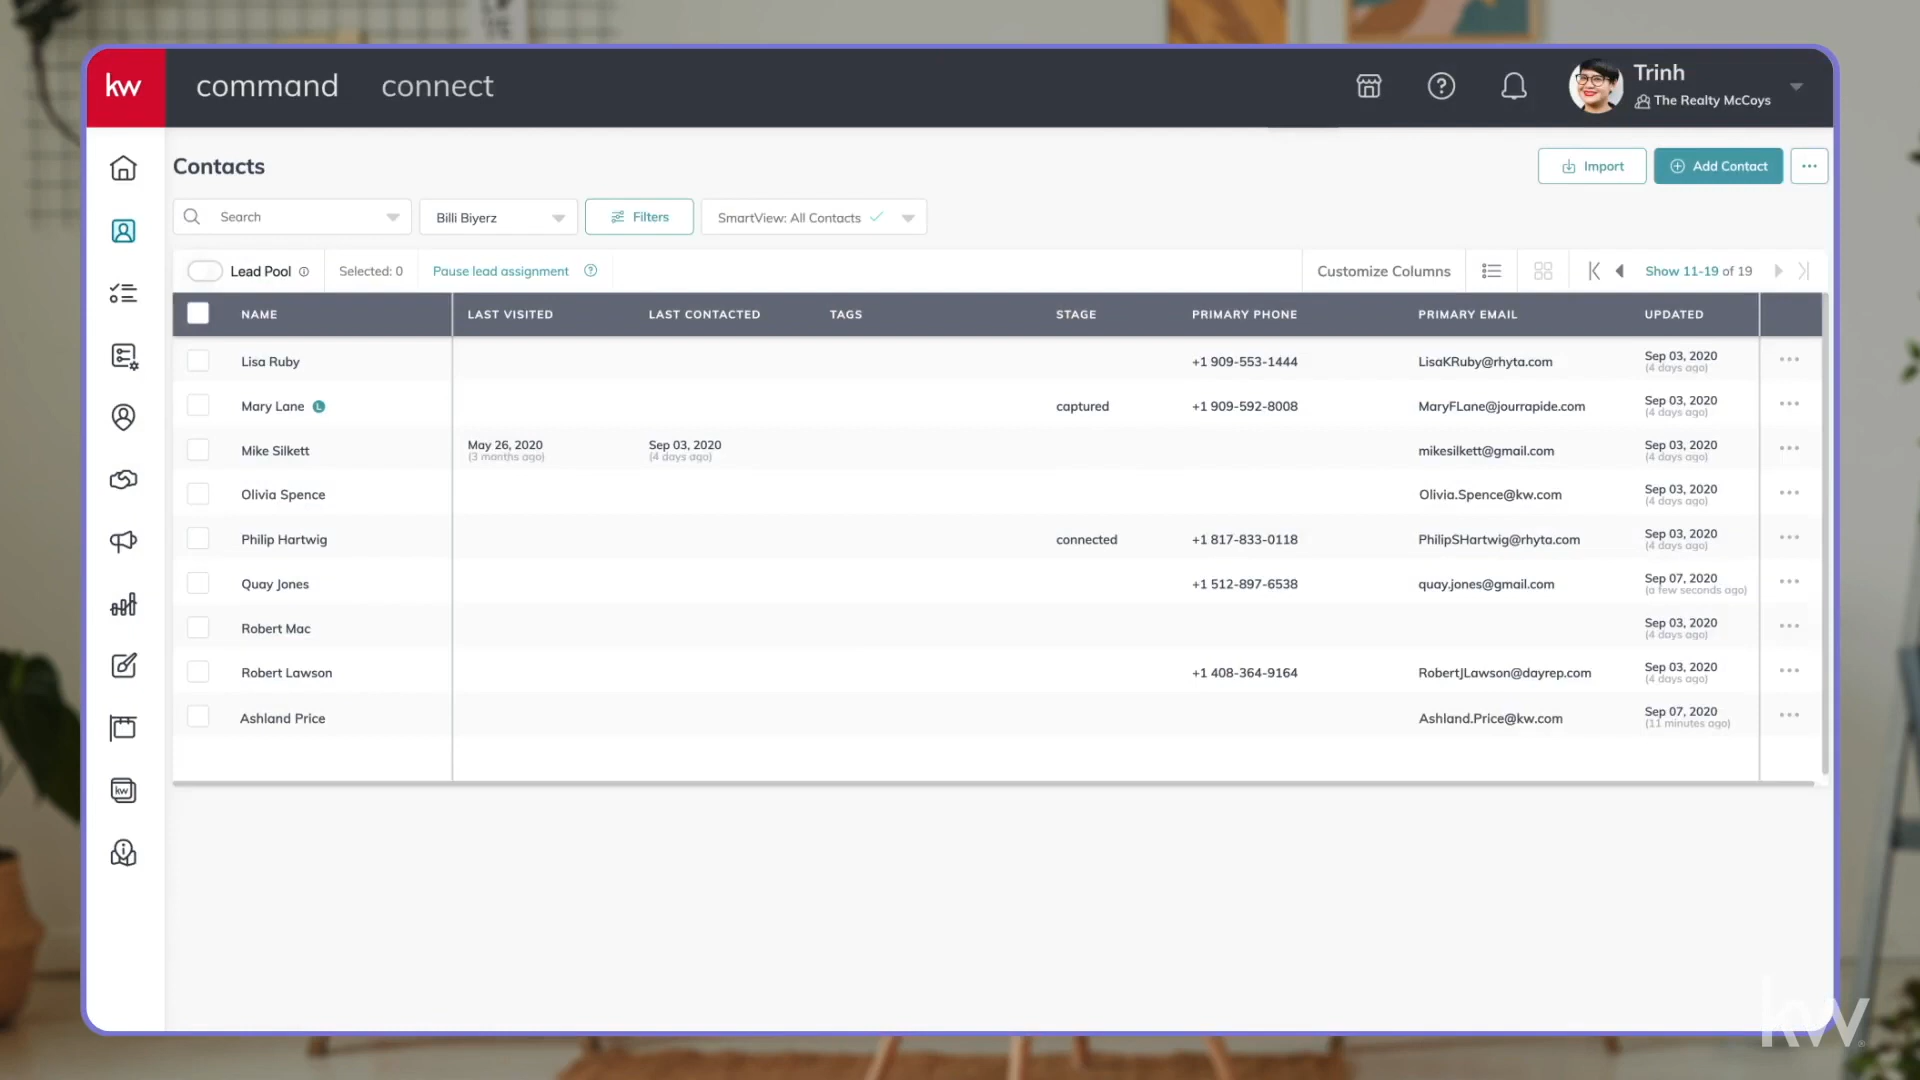 kw command connect
Trinh
The Realty McCoys
Contacts
Import
Add Contact
Search
Billi Biyerz
Filters
SmartView: All Contacts
Lead Pool
Selected: 0
Pause lead assignment
Customize Columns
Show 11-19 of 19
NAME LAST VISITED LAST CONTACTED TAGS STAGE PRIMARY PHONE PRIMARY EMAIL UPDATED
Lisa Ruby +1 909-553-1444 LisaKRuby@rhyta.com Sep 03, 2020
(4 days ago)
Mary Lane L captured +1 909-592-8008 MaryFLane@jourrapide.com Sep 03, 2020
(4 days ago)
Mike Silkett May 26, 2020 Sep 03, 2020 mikesilkett@gmail.com Sep 03, 2020
(3 months ago) (4 days ago) (4 days ago)
Olivia Spence Olivia.Spence@kw.com Sep 03, 2020
(4 days ago)
Philip Hartwig connected +1 817-833-0118 PhilipSHartwig@rhyta.com Sep 03, 2020
(4 days ago)
Quay Jones +1 512-897-6538 quay.jones@gmail.com Sep 07, 2020
(a few seconds ago)
Robert Mac Sep 03, 2020
(4 days ago)
Robert Lawson +1 408-364-9164 RobertJLawson@dayrep.com Sep 03, 2020
(4 days ago)
Ashland Price Ashland.Price@kw.com Sep 07, 2020
(11 minutes ago)
kw
kw